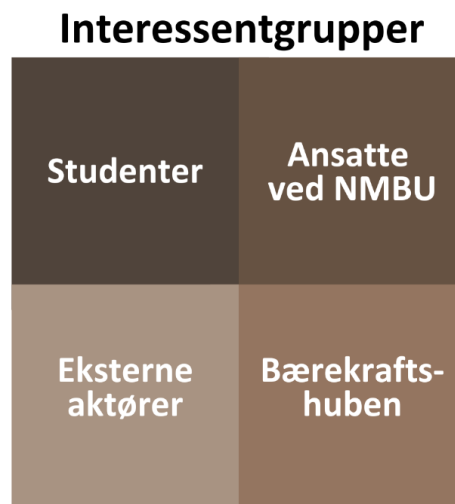 Interessentgrupper
Studenter
Ansatte
ved NMBU
Eksterne
aktører
Bærekrafts-
huben